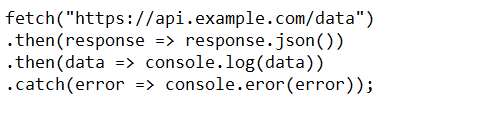 fetch("https://api.example.com/data")
.then(response => response.json())
.then(data => console.log(data))
.catch(error => console.eror(error));